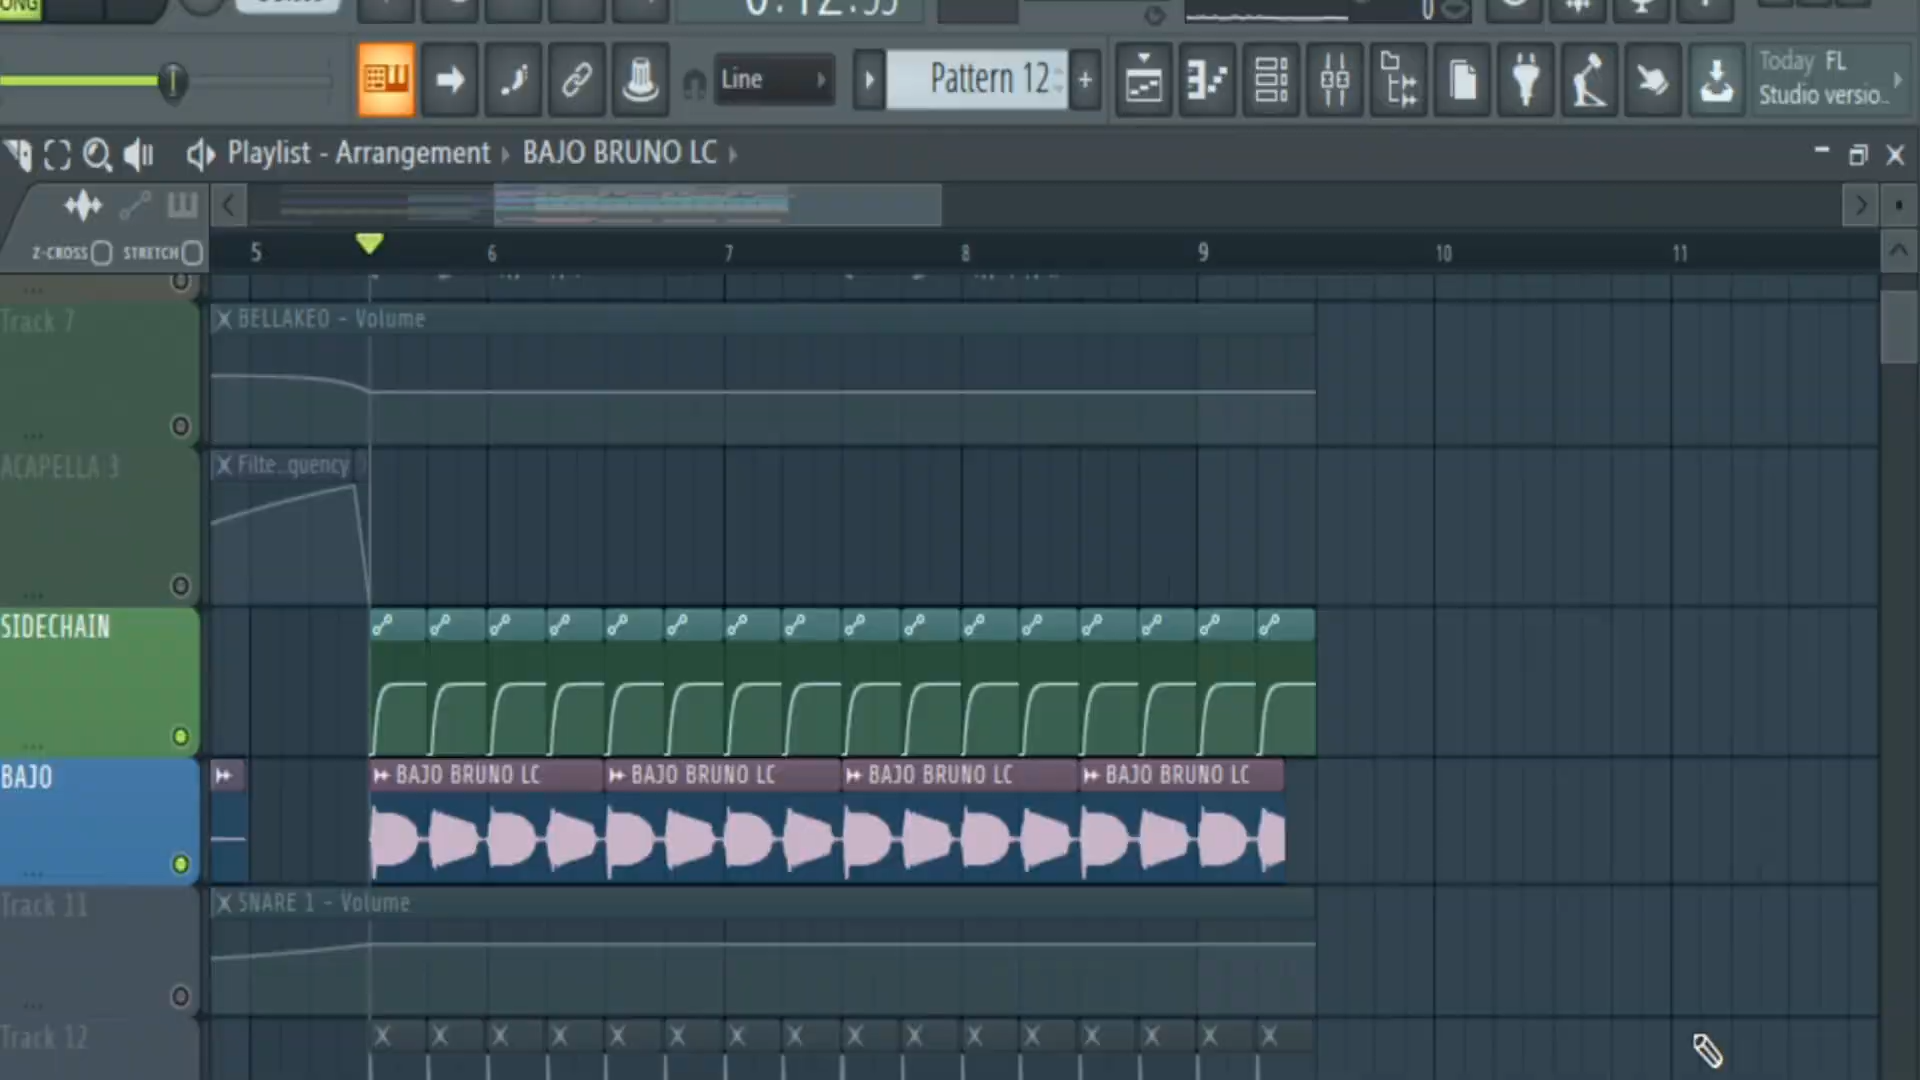 Line
Pattern 12
+
Today FL
Studio versio..
Playlist - Arrangement
BAJO BRUNO LC
Z-CROSS
STRETCH
5
6
7
8
9
10
11
Track 7
BELLAKEO - Volume
ACAPELLA 3
Filte..quency
SIDECHAIN
BAJO
BAJO BRUNO LC
BAJO BRUNO LC
BAJO BRUNO LC
BAJO BRUNO LC
Track 11
SNARE 1 - Volume
Track 12